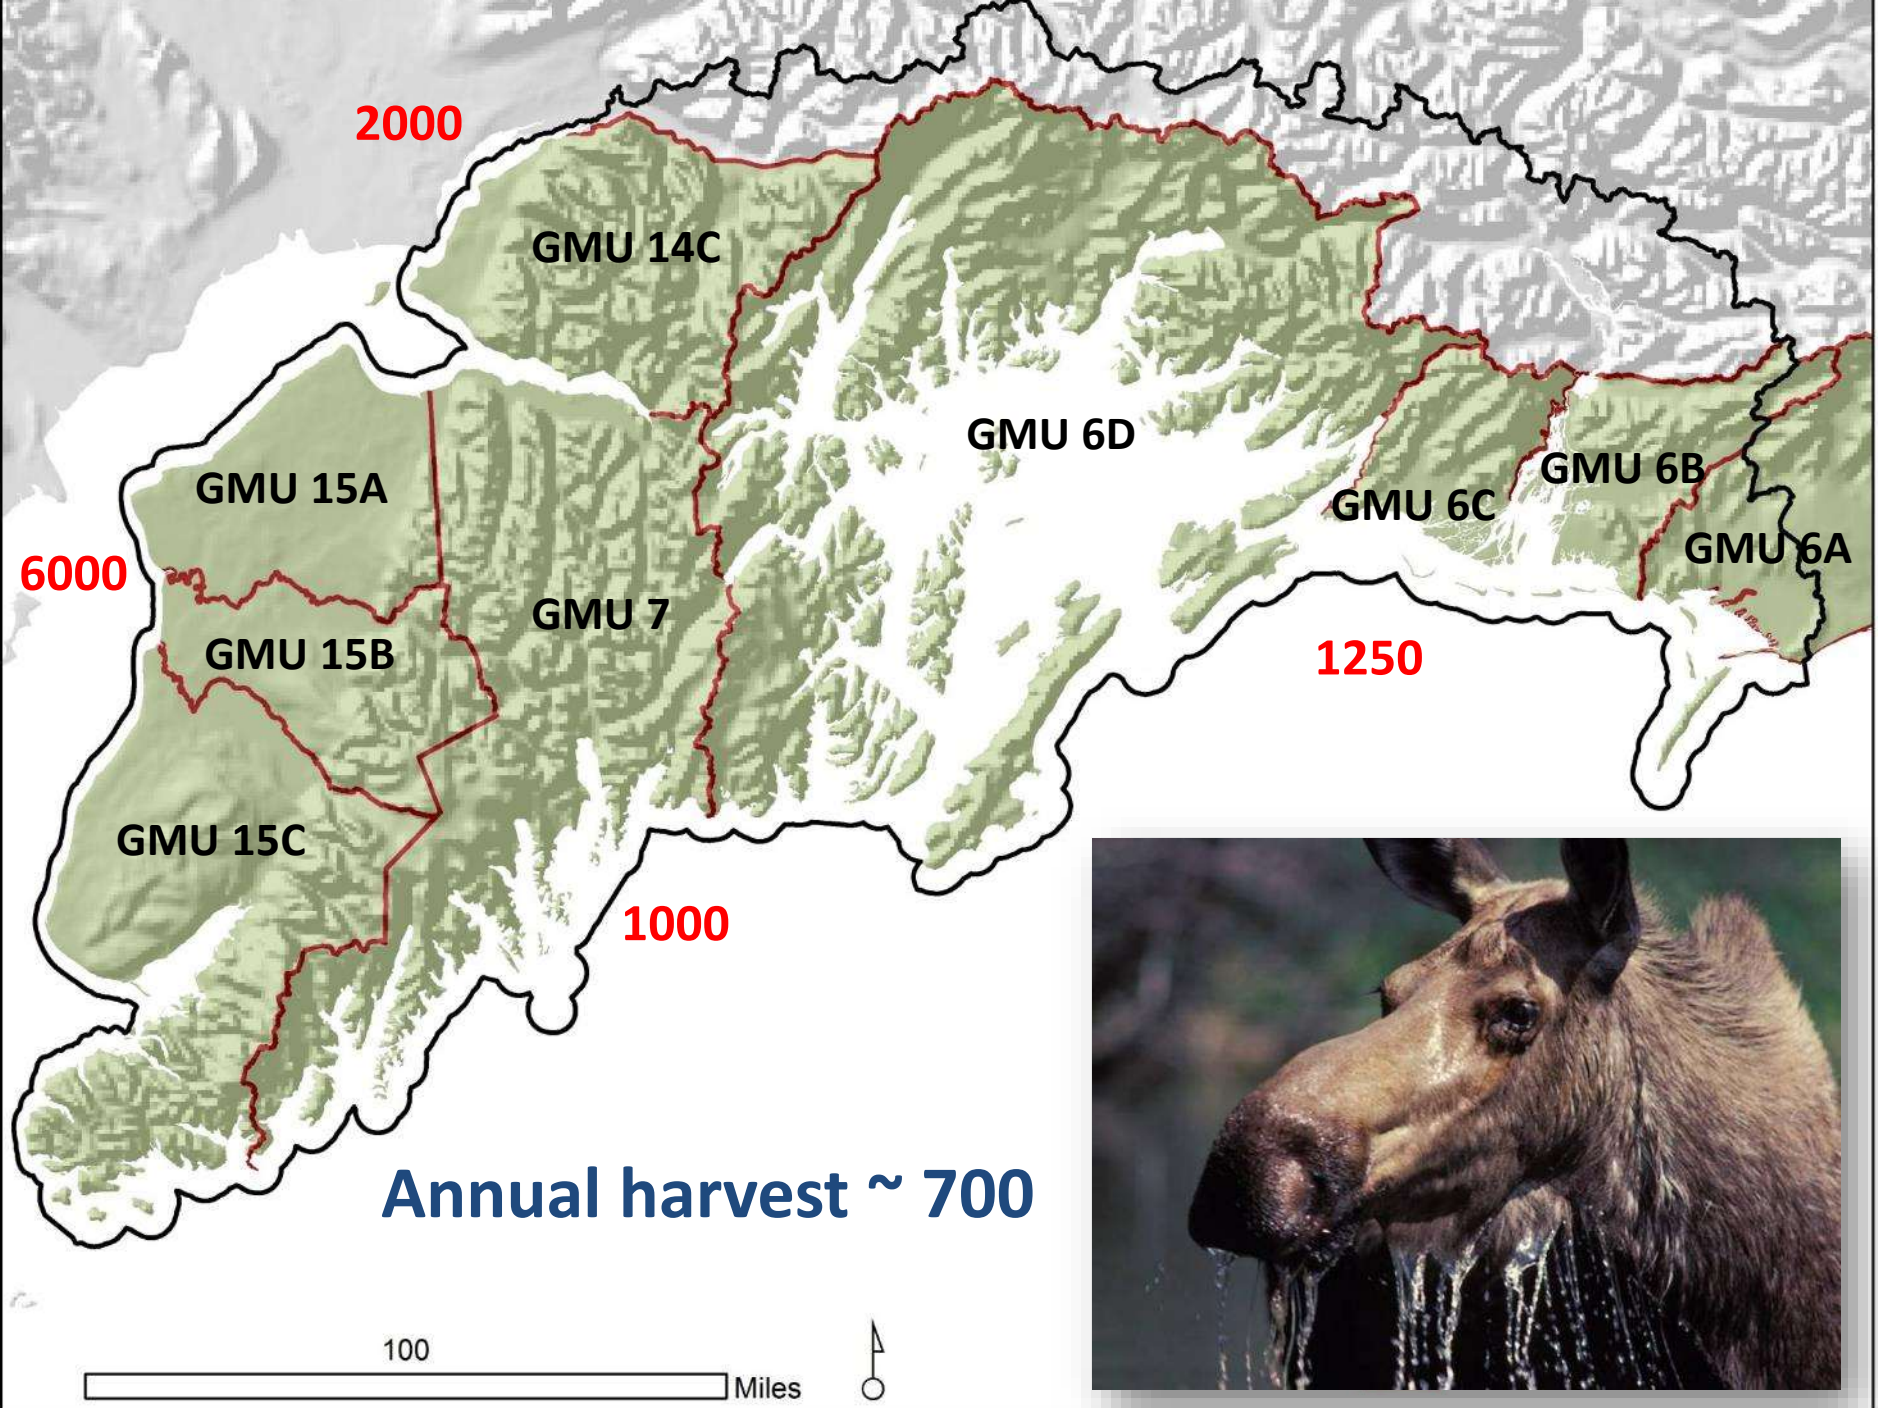 2000
GMU 14C
GMU 6D
GMU 15A
GMU 6B
GMU 6C
GMU 6A
6000
GMU 7
GMU 15B
1250
GMU 15C
1000
Annual harvest ~ 700
100
Miles